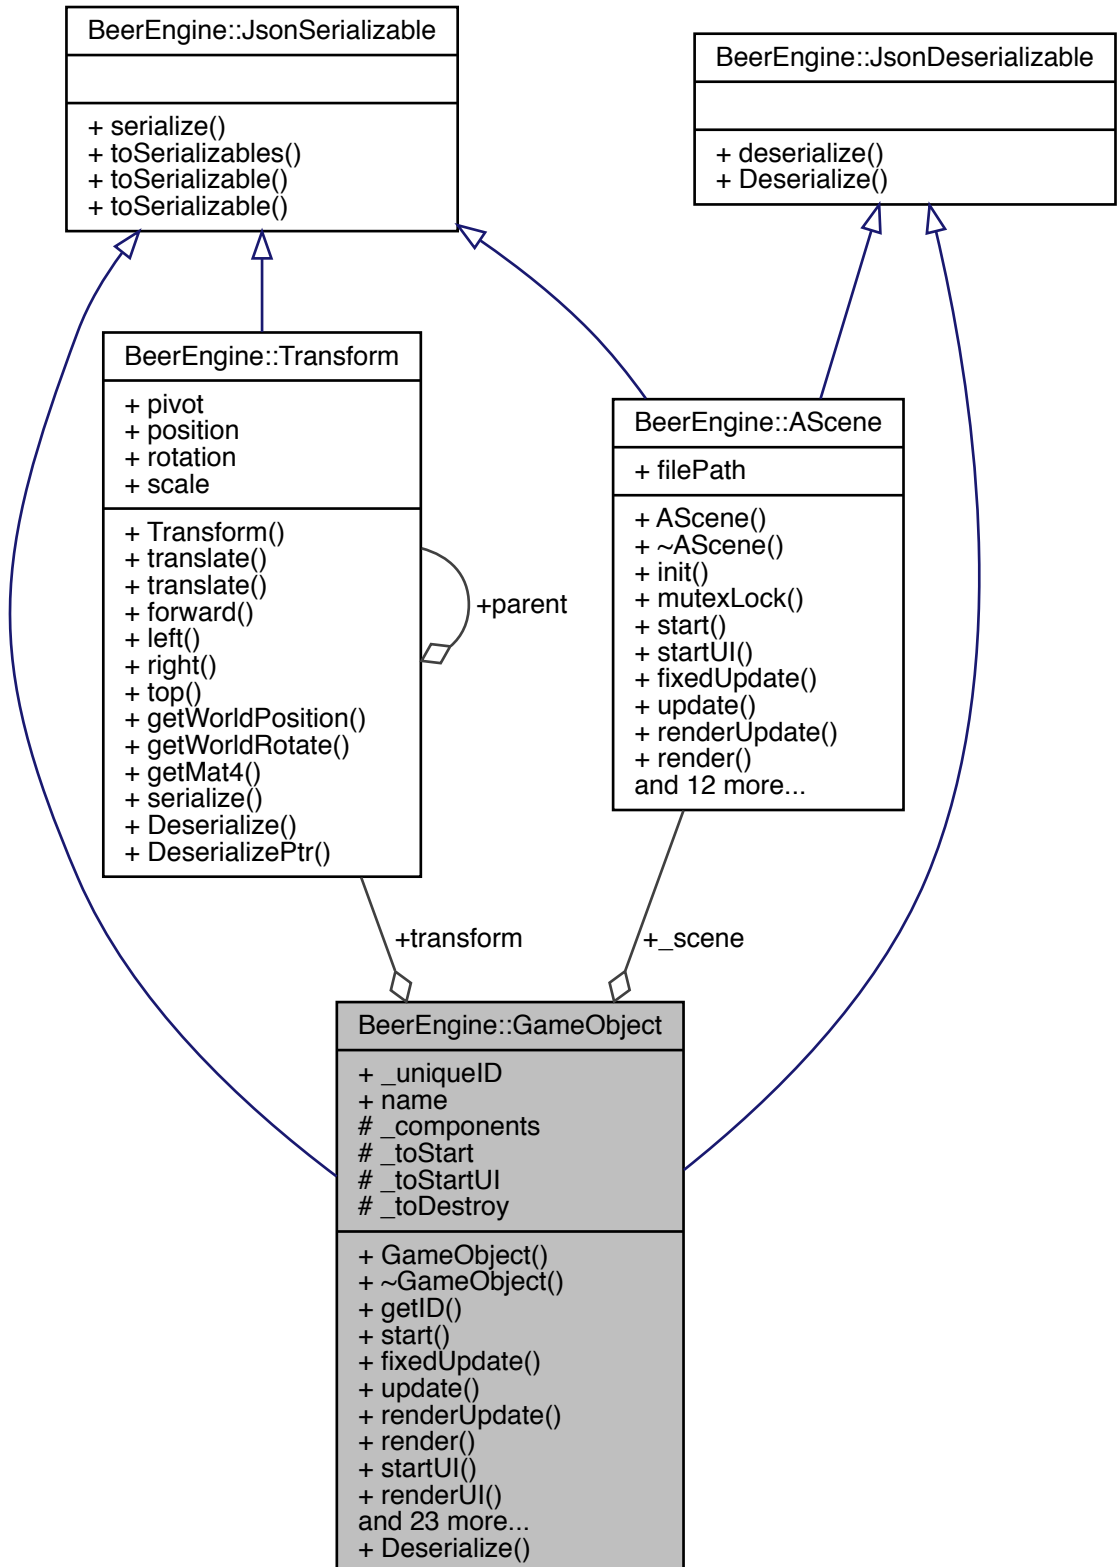 BeerEngine::JsonSerializable
+ serialize()
+ toSerializables()
+ toSerializable()
+ toSerializable()
BeerEngine::JsonDeserializable
+ deserialize()
+ Deserialize()
BeerEngine::Transform
+ pivot
+ position
+ rotation
+ scale
+ Transform()
+ translate()
+ translate()
+ forward()
+ left()
+ right()
+ top()
+ getWorldPosition()
+ getWorldRotate()
+ getMat4()
+ serialize()
+ Deserialize()
+ DeserializePtr()
+parent
BeerEngine::AScene
+ filePath
+ AScene()
+ ~AScene()
+ init()
+ mutexLock()
+ start()
+ startUI()
+ fixedUpdate()
+ update()
+ renderUpdate()
+ render()
and 12 more...
+transform
+_scene
BeerEngine::GameObject
+ _uniqueID
+ name
# _components
# _toStart
# _toStartUI
# _toDestroy
+ GameObject()
+ ~GameObject()
+ getID()
+ start()
+ fixedUpdate()
+ update()
+ renderUpdate()
+ render()
+ startUI()
+ renderUI()
and 23 more...
+ Deserialize()